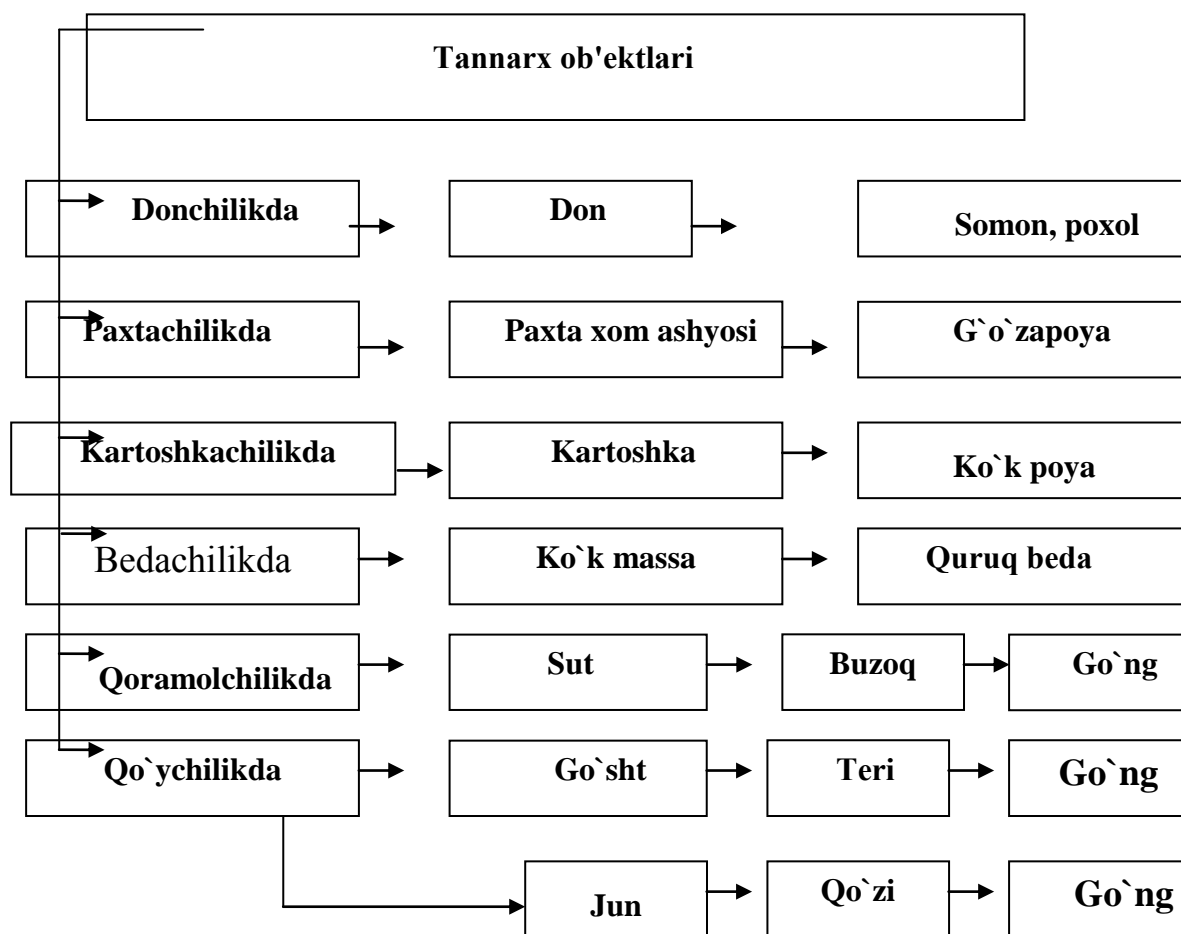 Tannarx ob'ektlari
Donchilikda
Don
Somon, poxol
Paxtachilikda
Paxta xom ashyosi
G`o`zapoya
Kartoshkachilikda
Kartoshka
Ko`k poya
Bedachilikda
Ko`k massa
Quruq beda
Qoramolchilikda
Sut
Buzoq
Go`ng
Qo`ychilikda
Go`sht
Teri
Go`ng
Jun
Qo`zi
Go`ng